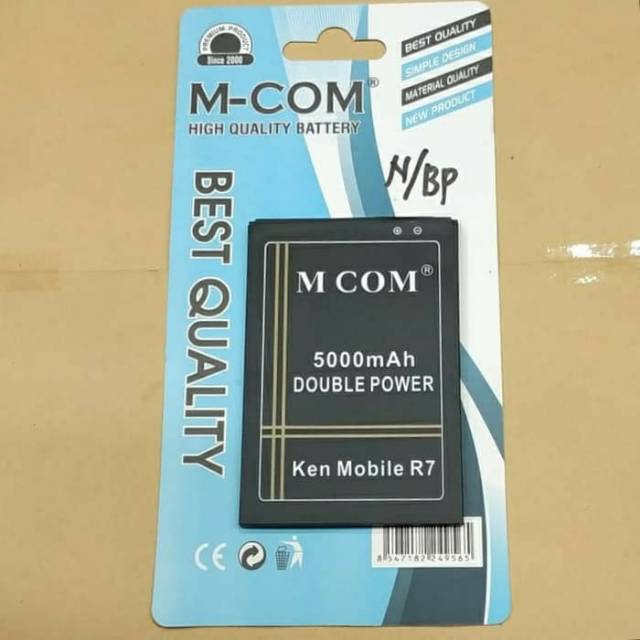 PREMIUM PRODUCT
Since 2000
M-COM®
HIGH QUALITY BATTERY
BEST QUALITY
SIMPLE DESIGN
MATERIAL QUALITY
NEW PRODUCT
N/BP
BEST QUALITY
M COM®
5000mAh
DOUBLE POWER
Ken Mobile R7
CE
8547182249565